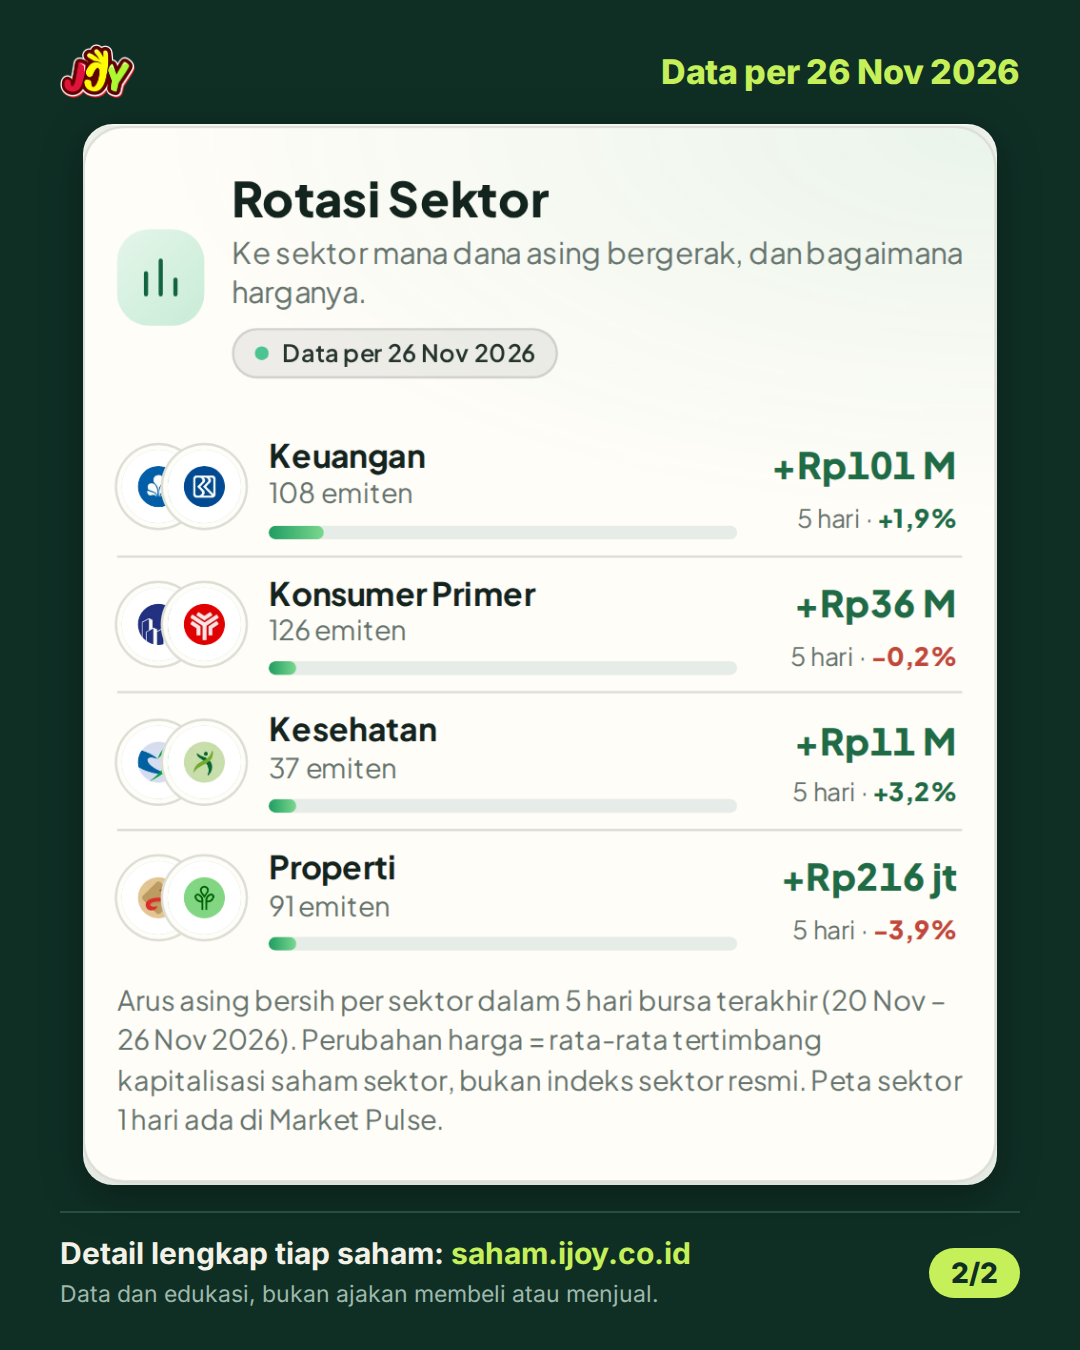 JOY
Data per 26 Nov 2026
Rotasi Sektor
Ke sektor mana dana asing bergerak, dan bagaimana
harganya.
Data per 26 Nov 2026
Keuangan
108 emiten
+Rp101 M
5 hari · +1,9%
Konsumer Primer
126 emiten
+Rp36 M
5 hari · −0,2%
Kesehatan
37 emiten
+Rp11 M
5 hari · +3,2%
Properti
91 emiten
+Rp216 jt
5 hari · −3,9%
Arus asing bersih per sektor dalam 5 hari bursa terakhir (20 Nov –
26 Nov 2026). Perubahan harga = rata-rata tertimbang
kapitalisasi saham sektor, bukan indeks sektor resmi. Peta sektor
1 hari ada di Market Pulse.
Detail lengkap tiap saham: saham.ijoy.co.id
Data dan edukasi, bukan ajakan membeli atau menjual.
2/2